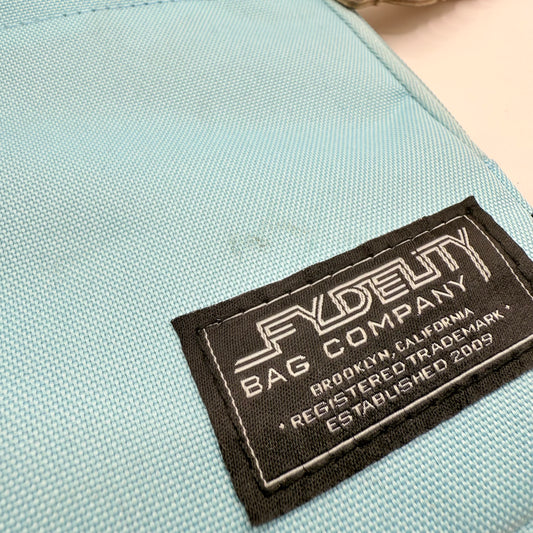 FYDELITY
BAG COMPANY
BROOKLYN, CALIFORNIA
• REGISTERED TRADEMARK •
ESTABLISHED 2009